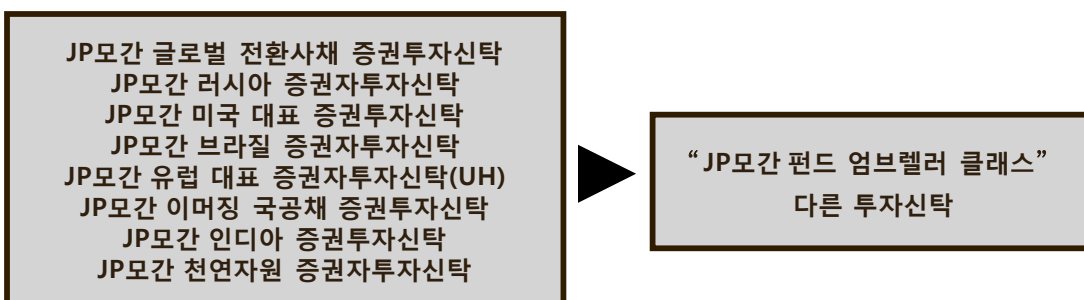 JP모간 글로벌 전환사채 증권투자신탁
JP모간 러시아 증권자투자신탁
JP모간 미국 대표 증권투자신탁
JP모간 브라질 증권자투자신탁
JP모간 유럽 대표 증권자투자신탁(UH)
JP모간 이머징 국공채 증권투자신탁
JP모간 인디아 증권투자신탁
JP모간 천연자원 증권자투자신탁
“JP모간 펀드 엄브렐러 클래스”
다른 투자신탁